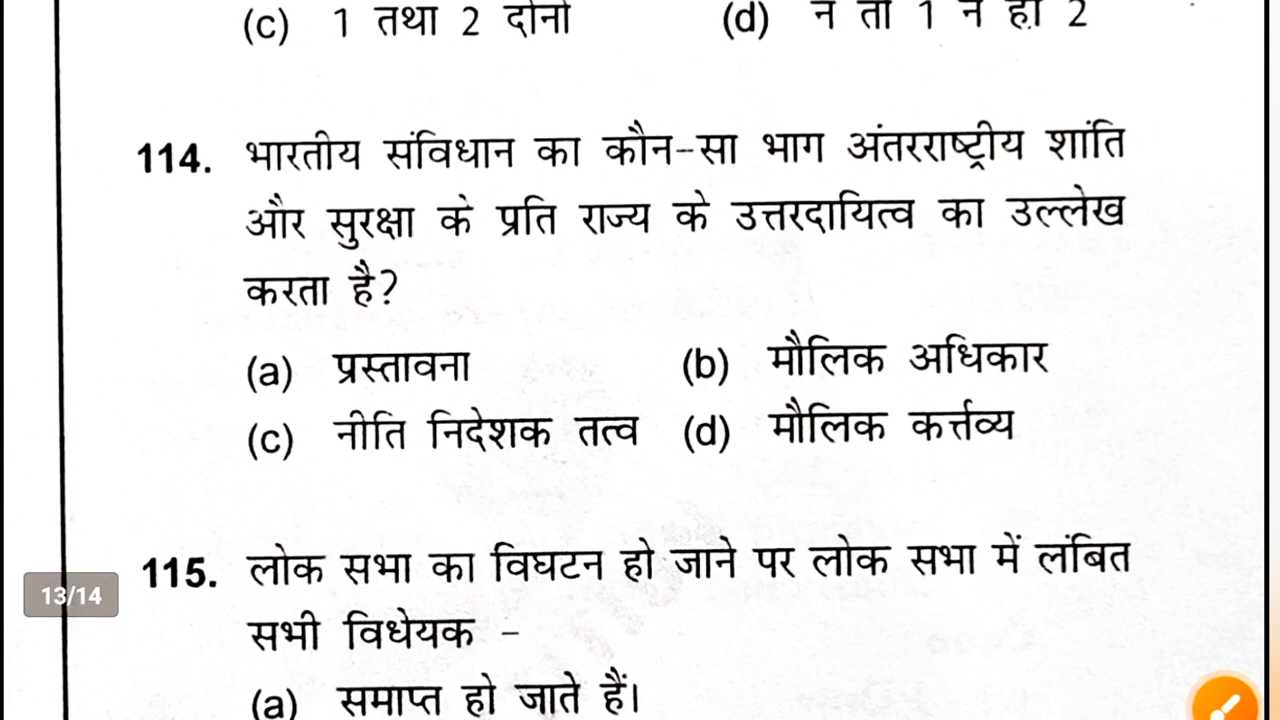 (c) 1 तथा 2 दोनों (d) न तो 1 न ही 2
114. भारतीय संविधान का कौन-सा भाग अंतरराष्ट्रीय शांति
और सुरक्षा के प्रति राज्य के उत्तरदायित्व का उल्लेख
करता है?
(a) प्रस्तावना (b) मौलिक अधिकार
(c) नीति निदेशक तत्व (d) मौलिक कर्त्तव्य
115. लोक सभा का विघटन हो जाने पर लोक सभा में लंबित
13/14
सभी विधेयक -
(a) समाप्त हो जाते हैं।